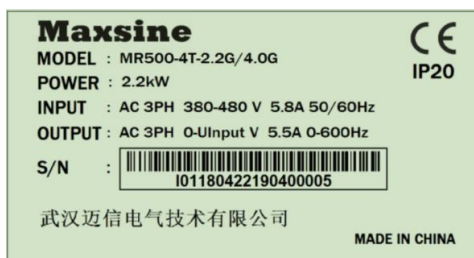 Maxsine
CE
MODEL : MR500-4T-2.2G/4.0G
IP20
POWER : 2.2kW
INPUT : AC 3PH 380-480 V 5.8A 50/60Hz
OUTPUT : AC 3PH 0-UInput V 5.5A 0-600Hz
S/N :
I01180422190400005
武汉迈信电气技术有限公司
MADE IN CHINA